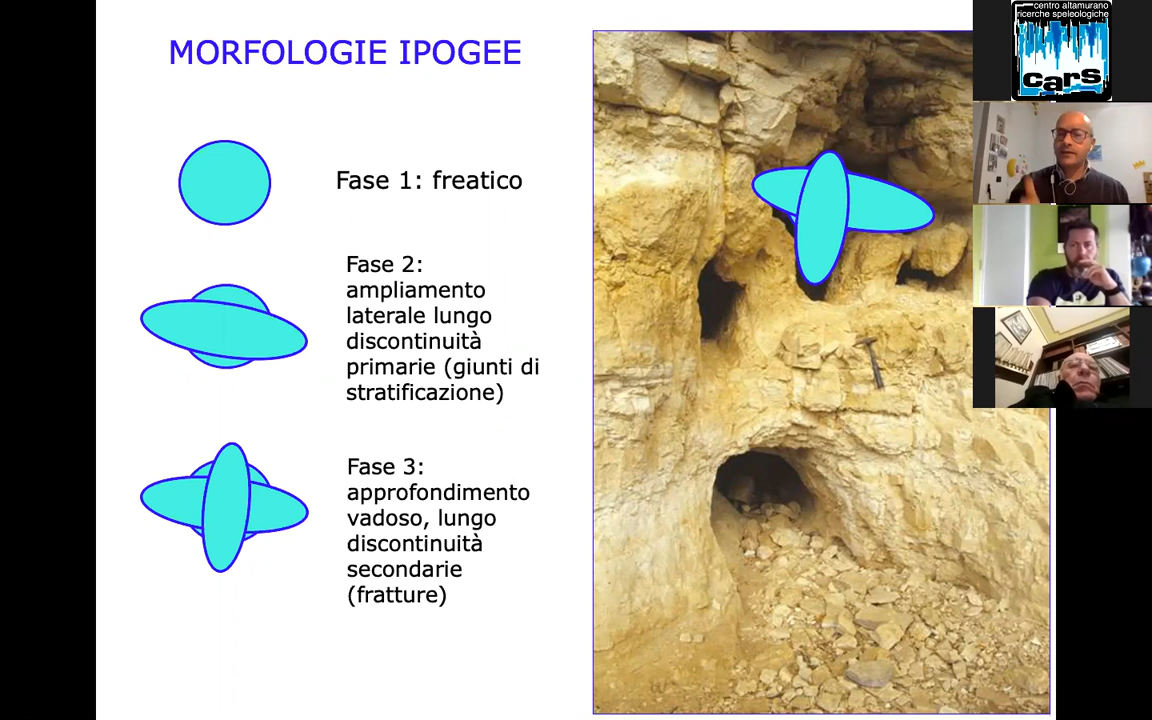 MORFOLOGIE IPOGEE
Fase 1: freatico
Fase 2:
ampliamento
laterale lungo
discontinuità
primarie (giunti di
stratificazione)
Fase 3:
approfondimento
vadoso, lungo
discontinuità
secondarie
(fratture)
centro altamurano
ricerche speleologiche
cars